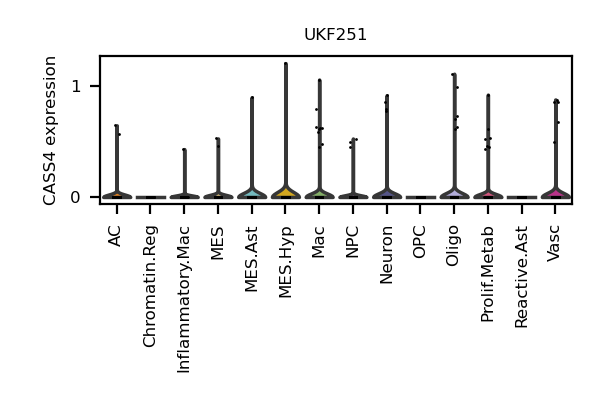 UKF251
CASS4 expression
1
0
AC
Chromatin.Reg
Inflammatory.Mac
MES
MES.Ast
MES.Hyp
Mac
NPC
Neuron
OPC
Oligo
Prolif.Metab
Reactive.Ast
Vasc